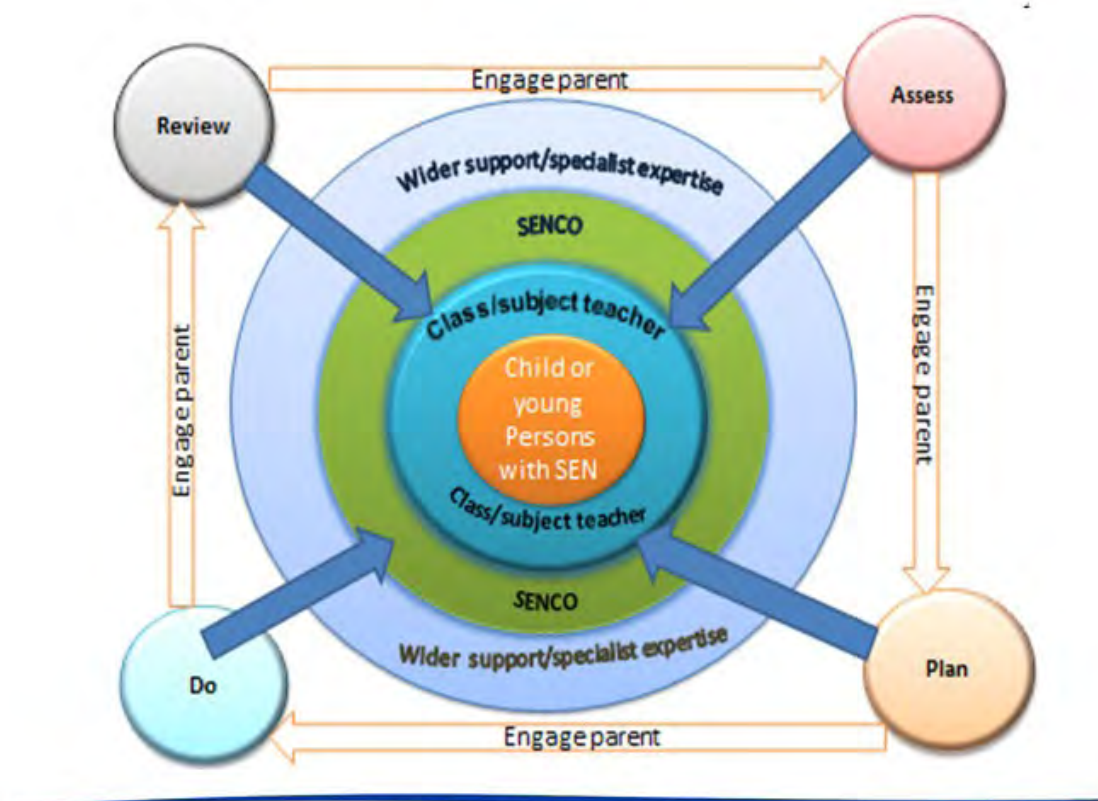 Engage parent
Review
Assess
Wider support/specialist expertise
SENCO
Class/subject teacher
Child or
young
Persons
with SEN
Engage parent
Engage parent
Class/subject teacher
SENCO
Wider support/specialist expertise
Do
Plan
Engage parent